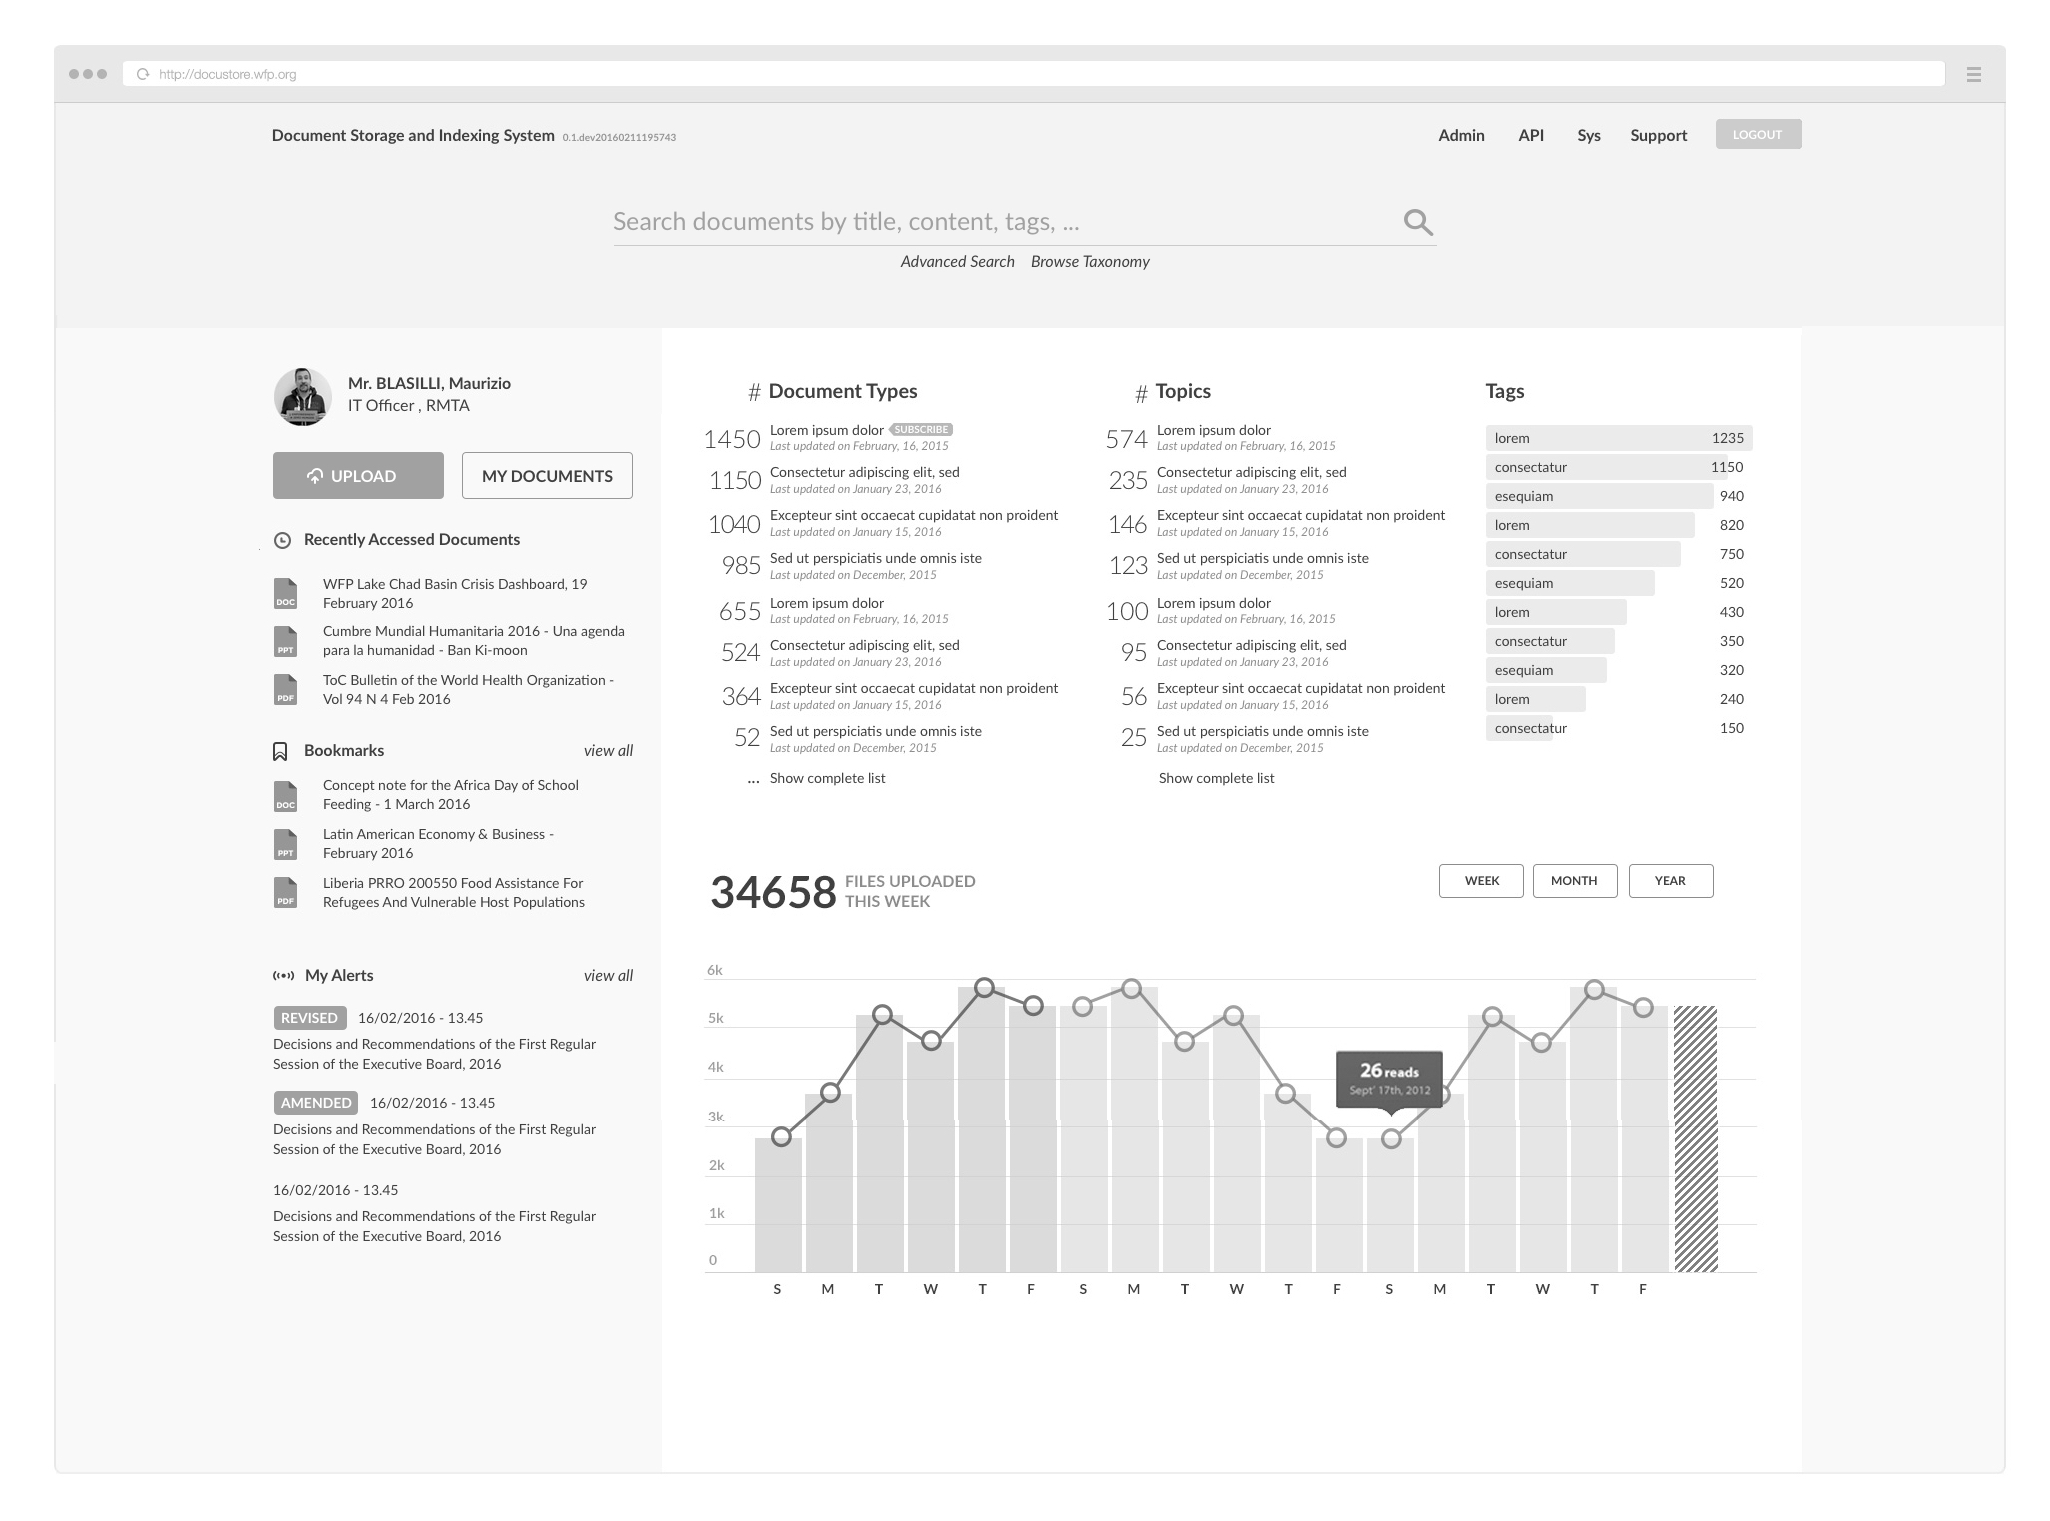 http://docustore.wfp.org
Document Storage and Indexing System 0.1.dev20160211195743
Admin API Sys Support LOGOUT
Search documents by title, content, tags, ...
Advanced Search Browse Taxonomy
Mr. BLASILLI, Maurizio
IT Officer , RMTA
UPLOAD MY DOCUMENTS
Recently Accessed Documents
DOC
WFP Lake Chad Basin Crisis Dashboard, 19
February 2016
PPT
Cumbre Mundial Humanitaria 2016 - Una agenda
para la humanidad - Ban Ki-moon
PDF
ToC Bulletin of the World Health Organization -
Vol 94 N 4 Feb 2016
Bookmarks view all
DOC
Concept note for the Africa Day of School
Feeding - 1 March 2016
PPT
Latin American Economy & Business -
February 2016
PDF
Liberia PRRO 200550 Food Assistance For
Refugees And Vulnerable Host Populations
My Alerts view all
REVISED 16/02/2016 - 13.45
Decisions and Recommendations of the First Regular
Session of the Executive Board, 2016
AMENDED 16/02/2016 - 13.45
Decisions and Recommendations of the First Regular
Session of the Executive Board, 2016
16/02/2016 - 13.45
Decisions and Recommendations of the First Regular
Session of the Executive Board, 2016
# Document Types
1450 Lorem ipsum dolor SUBSCRIBE
Last updated on February, 16, 2015
1150 Consectetur adipiscing elit, sed
Last updated on January 23, 2016
1040 Excepteur sint occaecat cupidatat non proident
Last updated on January 15, 2016
985 Sed ut perspiciatis unde omnis iste
Last updated on December, 2015
655 Lorem ipsum dolor
Last updated on February, 16, 2015
524 Consectetur adipiscing elit, sed
Last updated on January 23, 2016
364 Excepteur sint occaecat cupidatat non proident
Last updated on January 15, 2016
52 Sed ut perspiciatis unde omnis iste
Last updated on December, 2015
... Show complete list
# Topics
574 Lorem ipsum dolor
Last updated on February, 16, 2015
235 Consectetur adipiscing elit, sed
Last updated on January 23, 2016
146 Excepteur sint occaecat cupidatat non proident
Last updated on January 15, 2016
123 Sed ut perspiciatis unde omnis iste
Last updated on December, 2015
100 Lorem ipsum dolor
Last updated on February, 16, 2015
95 Consectetur adipiscing elit, sed
Last updated on January 23, 2016
56 Excepteur sint occaecat cupidatat non proident
Last updated on January 15, 2016
25 Sed ut perspiciatis unde omnis iste
Last updated on December, 2015
Show complete list
Tags
lorem 1235
consectatur 1150
esequiam 940
lorem 820
consectatur 750
esequiam 520
lorem 430
consectatur 350
esequiam 320
lorem 240
consectatur 150
34658 FILES UPLOADED
THIS WEEK
WEEK MONTH YEAR
6k
5k
4k
3k
2k
1k
0
26 reads
Sept' 17th, 2012
S M T W T F S M T W T F S M T W T F